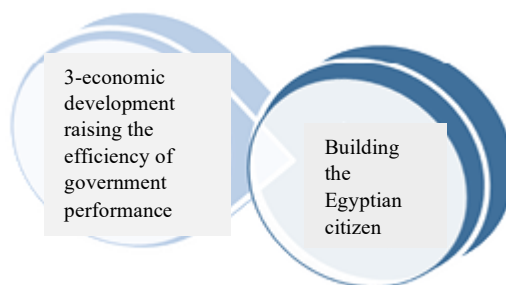 3-economic
development
raising the
efficiency of
government
performance
Building
the
Egyptian
citizen